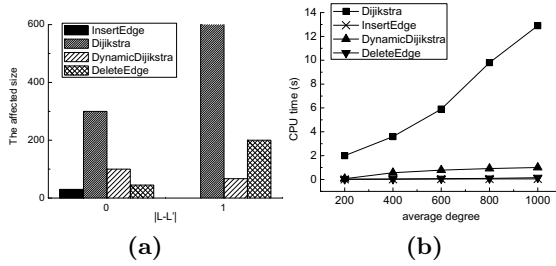 InsertEdge
Dijikstra
DynamicDijikstra
DeleteEdge
The affected size
600
400
200
0
0
1
|L-L'|
(a)
Dijikstra
InsertEdge
DynamicDijikstra
DeleteEdge
CPU time (s)
14
12
10
8
6
4
2
0
200 400 600 800 1000
average degree
(b)